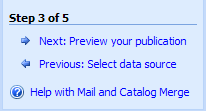 Step 3 of 5
Next: Preview your publication
Previous: Select data source
Help with Mail and Catalog Merge